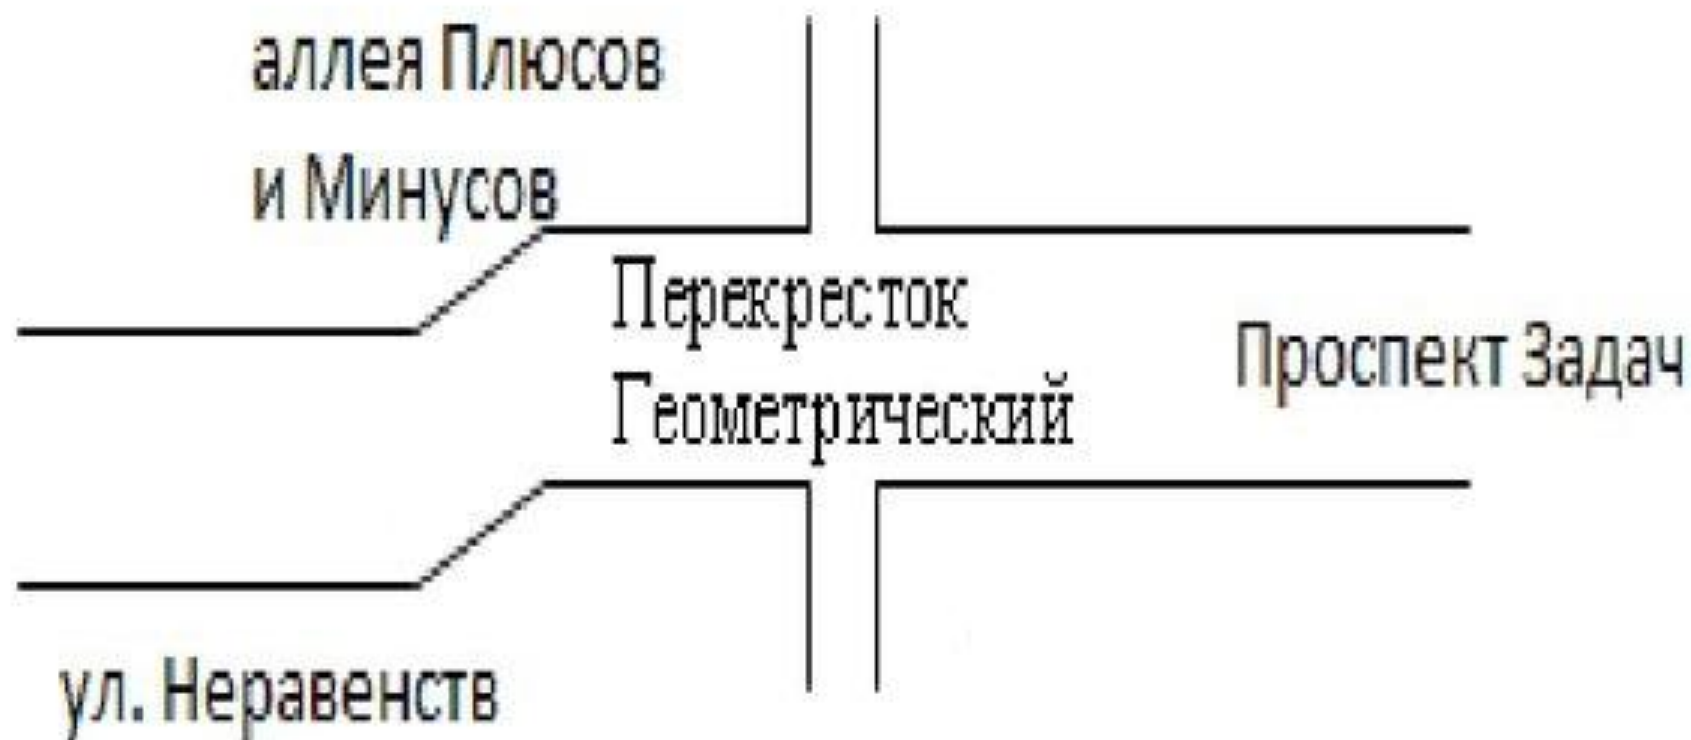 аллея Плюсов
и Минусов
Перекресток
Геометрический
Проспект Задач
ул. Неравенств